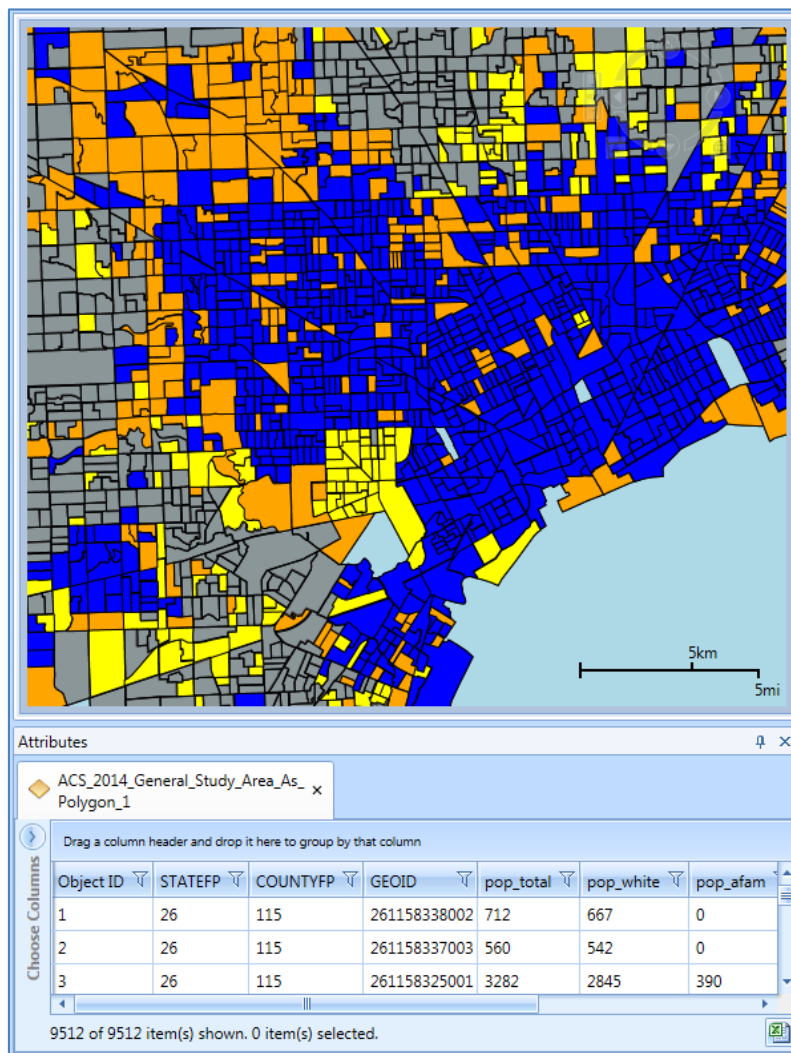 5km
5mi
Attributes
ACS_2014_General_Study_Area_As_
Polygon_1
Drag a column header and drop it here to group by that column
Choose Columns
Object ID STATEFP COUNTYFP GEOID pop_total pop_white pop_afam
1 26 115 261158338002 712 667 0
2 26 115 261158337003 560 542 0
3 26 115 261158325001 3282 2845 390
9512 of 9512 item(s) shown. 0 item(s) selected.